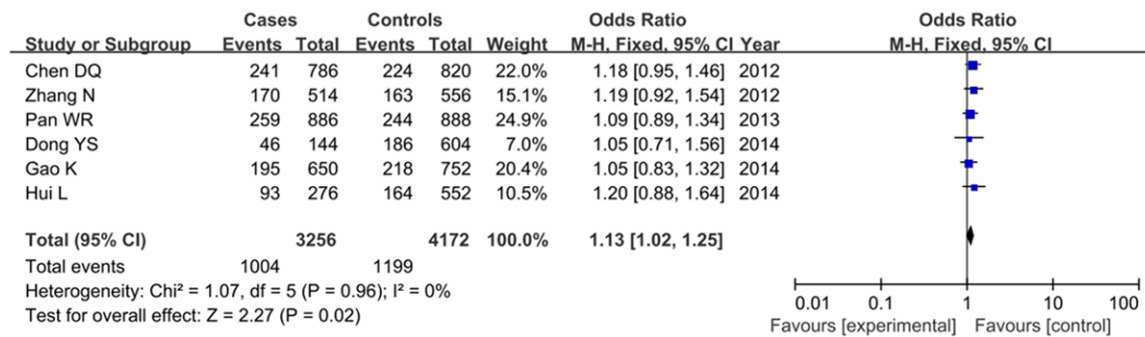 Cases Controls Odds Ratio Odds Ratio
Study or Subgroup Events Total Events Total Weight M-H, Fixed, 95% CI Year M-H, Fixed, 95% CI
Chen DQ 241 786 224 820 22.0% 1.18 [0.95, 1.46] 2012
Zhang N 170 514 163 556 15.1% 1.19 [0.92, 1.54] 2012
Pan WR 259 886 244 888 24.9% 1.09 [0.89, 1.34] 2013
Dong YS 46 144 186 604 7.0% 1.05 [0.71, 1.56] 2014
Gao K 195 650 218 752 20.4% 1.05 [0.83, 1.32] 2014
Hui L 93 276 164 552 10.5% 1.20 [0.88, 1.64] 2014
Total (95% CI) 3256 4172 100.0% 1.13 [1.02, 1.25]
Total events 1004 1199
Heterogeneity: Chi² = 1.07, df = 5 (P = 0.96); I² = 0%
Test for overall effect: Z = 2.27 (P = 0.02)
0.01 0.1 1 10 100
Favours [experimental] Favours [control]